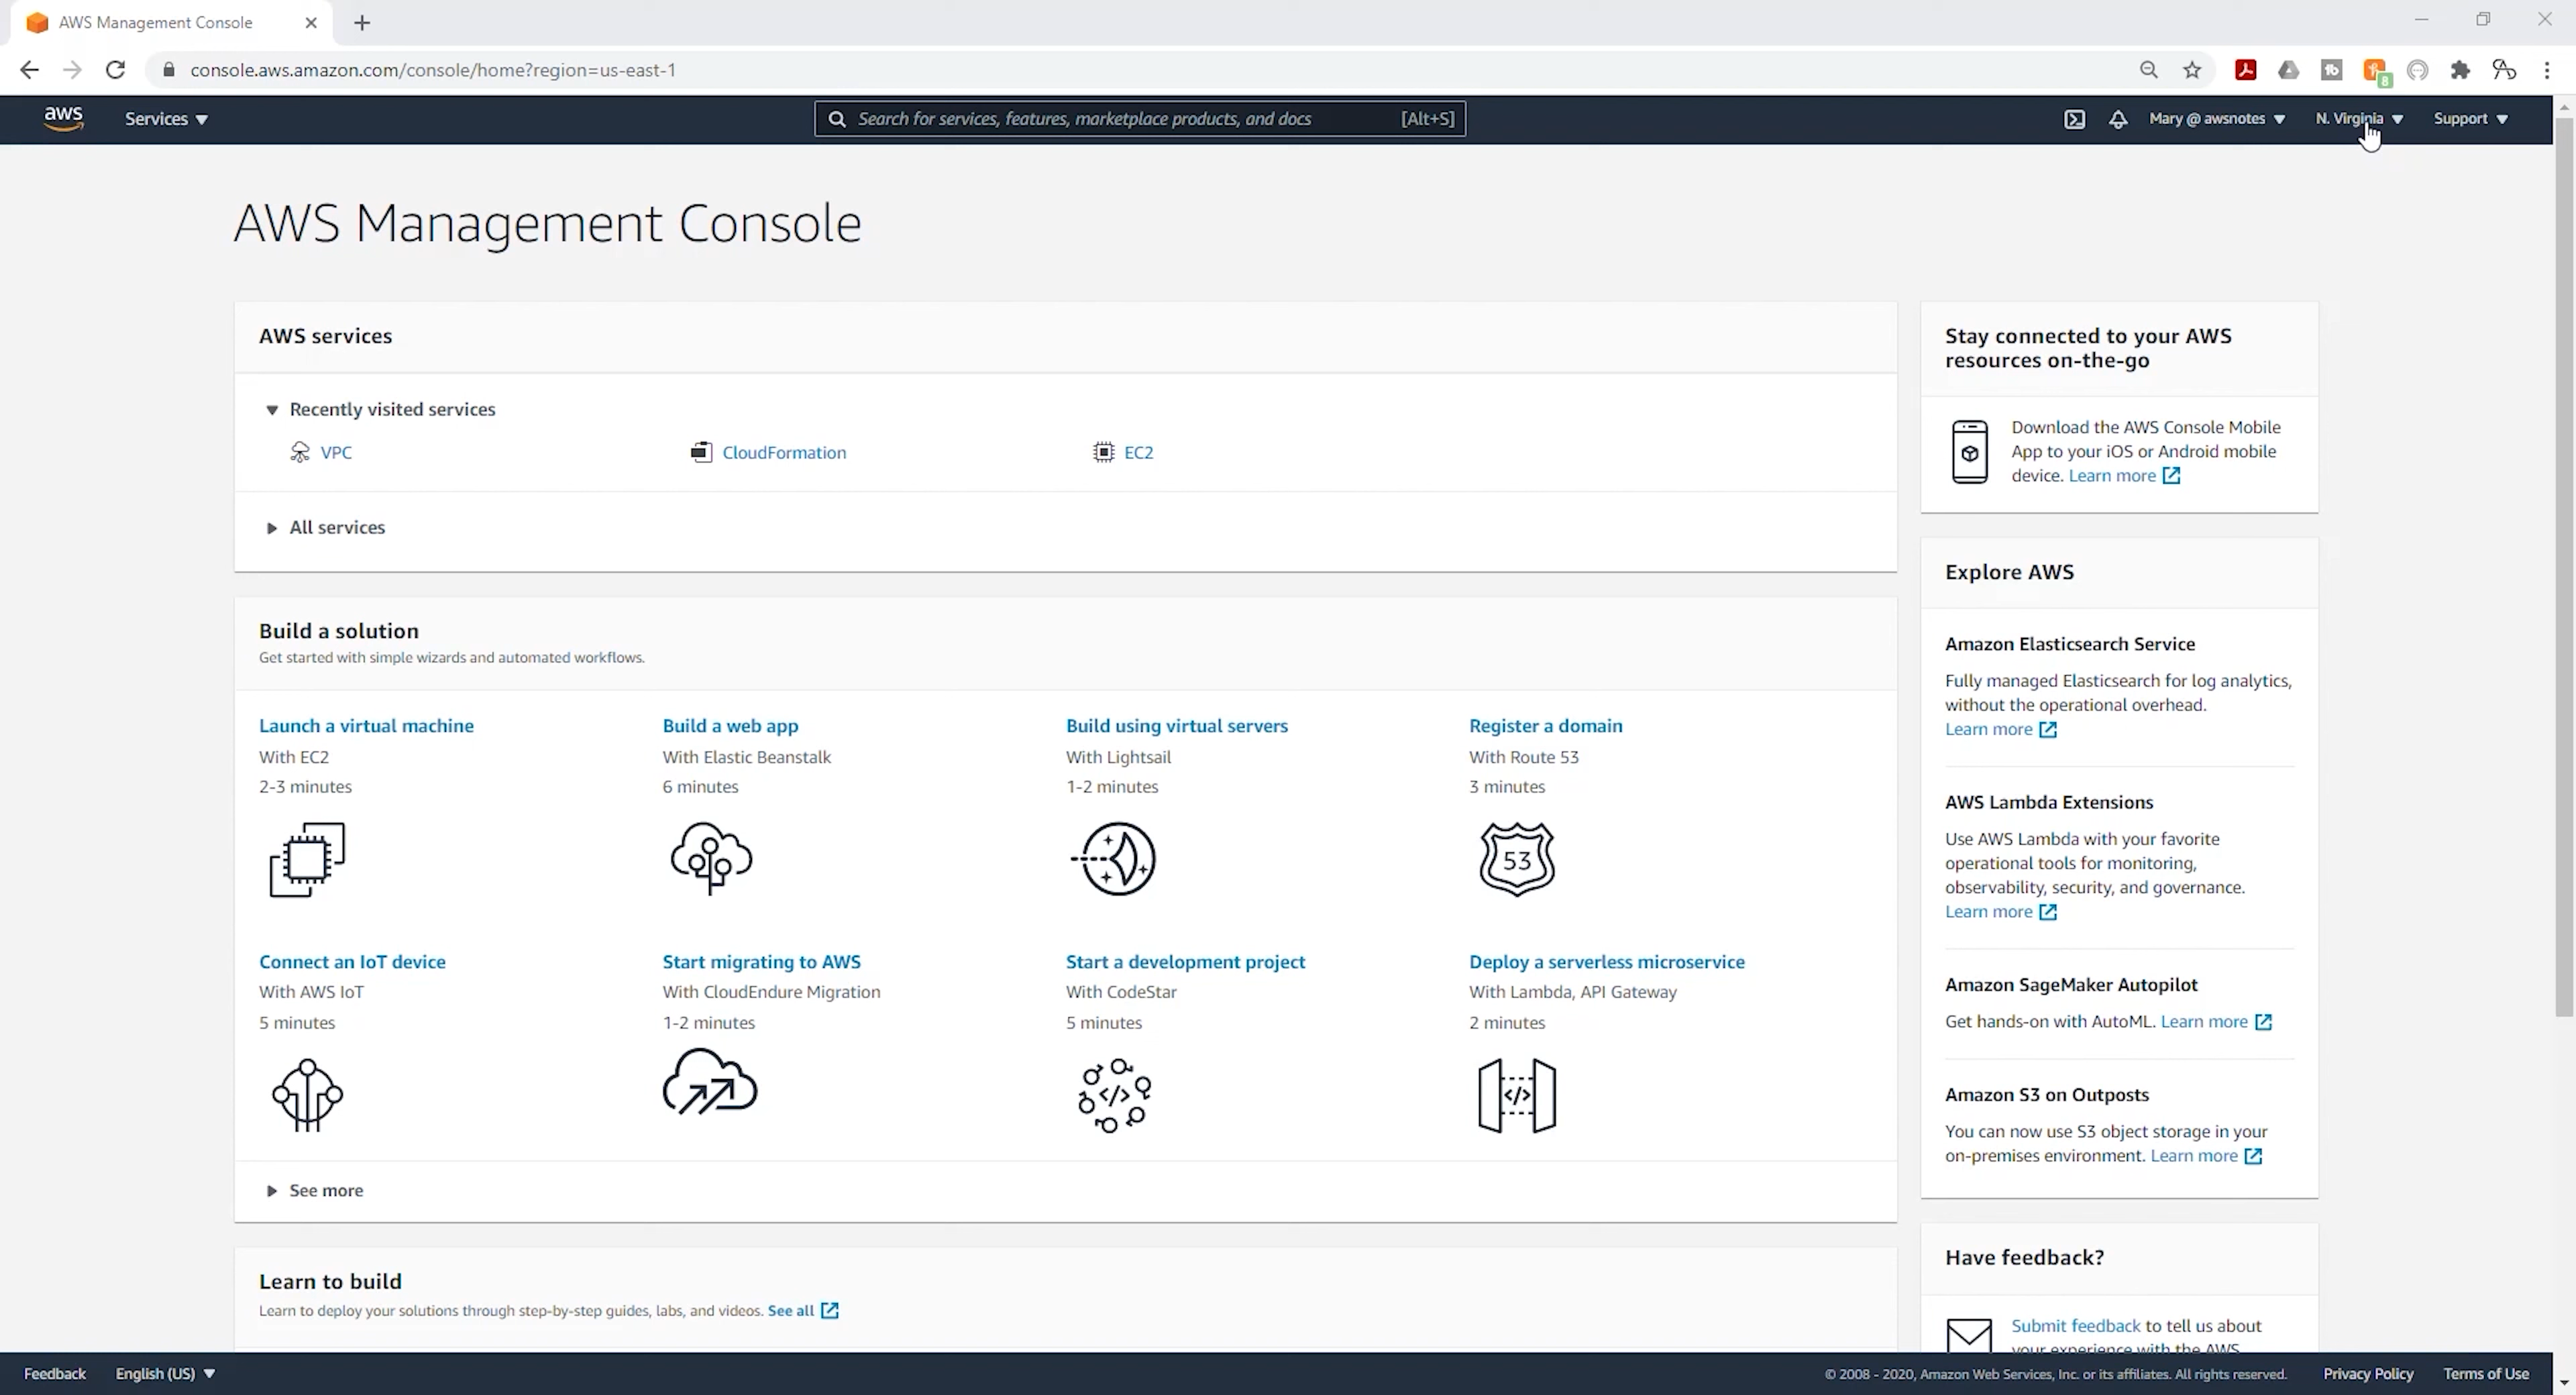 AWS Management Console
console.aws.amazon.com/console/home?region=us-east-1
8
aws Services Search for services, features, marketplace products, and docs [Alt+S] Mary @ awsnotes N. Virginia Support
AWS Management Console
AWS services
Recently visited services
VPC CloudFormation EC2
All services
Build a solution
Get started with simple wizards and automated workflows.
Launch a virtual machine
With EC2
2-3 minutes
Build a web app
With Elastic Beanstalk
6 minutes
Build using virtual servers
With Lightsail
1-2 minutes
Register a domain
With Route 53
3 minutes
53
Connect an IoT device
With AWS IoT
5 minutes
Start migrating to AWS
With CloudEndure Migration
1-2 minutes
Start a development project
With CodeStar
5 minutes
</>
Deploy a serverless microservice
With Lambda, API Gateway
2 minutes
</>
See more
Learn to build
Learn to deploy your solutions through step-by-step guides, labs, and videos. See all
Stay connected to your AWS
resources on-the-go
Download the AWS Console Mobile
App to your iOS or Android mobile
device. Learn more
Explore AWS
Amazon Elasticsearch Service
Fully managed Elasticsearch for log analytics,
without the operational overhead.
Learn more
AWS Lambda Extensions
Use AWS Lambda with your favorite
operational tools for monitoring,
observability, security, and governance.
Learn more
Amazon SageMaker Autopilot
Get hands-on with AutoML. Learn more
Amazon S3 on Outposts
You can now use S3 object storage in your
on-premises environment. Learn more
Have feedback?
Submit feedback to tell us about
your experience with the AWS
Feedback English (US) © 2008 - 2020, Amazon Web Services, Inc. or its affiliates. All rights reserved. Privacy Policy Terms of Use